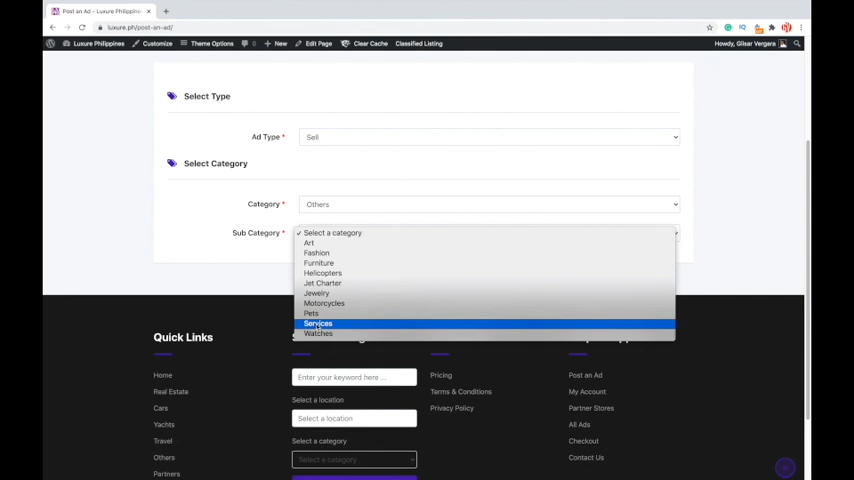 Post an Ad – Luxure Philippine
luxure.ph/post-an-ad/
Luxure Philippines Customize Theme Options 0 New Edit Page Clear Cache Classified Listing Howdy, Glisar Vergara
Select Type
Ad Type * Sell
Select Category
Category * Others
Sub Category * ✓ Select a category
Art
Fashion
Furniture
Helicopters
Jet Charter
Jewelry
Motorcycles
Pets
Services
Watches
Quick Links
Home
Real Estate
Cars
Yachts
Travel
Others
Partners
Enter your keyword here ...
Select a location
Select a location
Select a category
Select a category
Pricing
Terms & Conditions
Privacy Policy
Post an Ad
My Account
Partner Stores
All Ads
Checkout
Contact Us